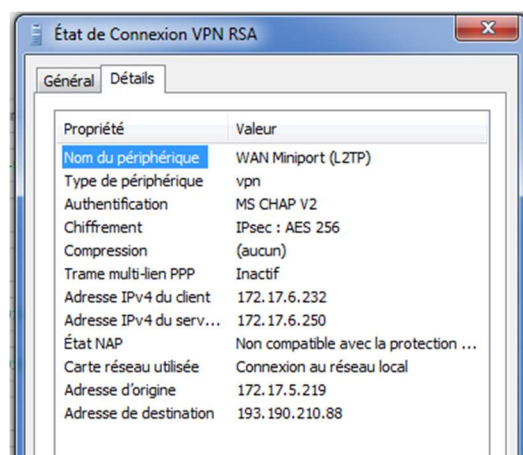 État de Connexion VPN RSA
Général Détails
Propriété Valeur
Nom du périphérique WAN Miniport (L2TP)
Type de périphérique vpn
Authentification MS CHAP V2
Chiffrement IPsec : AES 256
Compression (aucun)
Trame multi-lien PPP Inactif
Adresse IPv4 du client 172.17.6.232
Adresse IPv4 du serv... 172.17.6.250
État NAP Non compatible avec la protection ...
Carte réseau utilisée Connexion au réseau local
Adresse d'origine 172.17.5.219
Adresse de destination 193.190.210.88